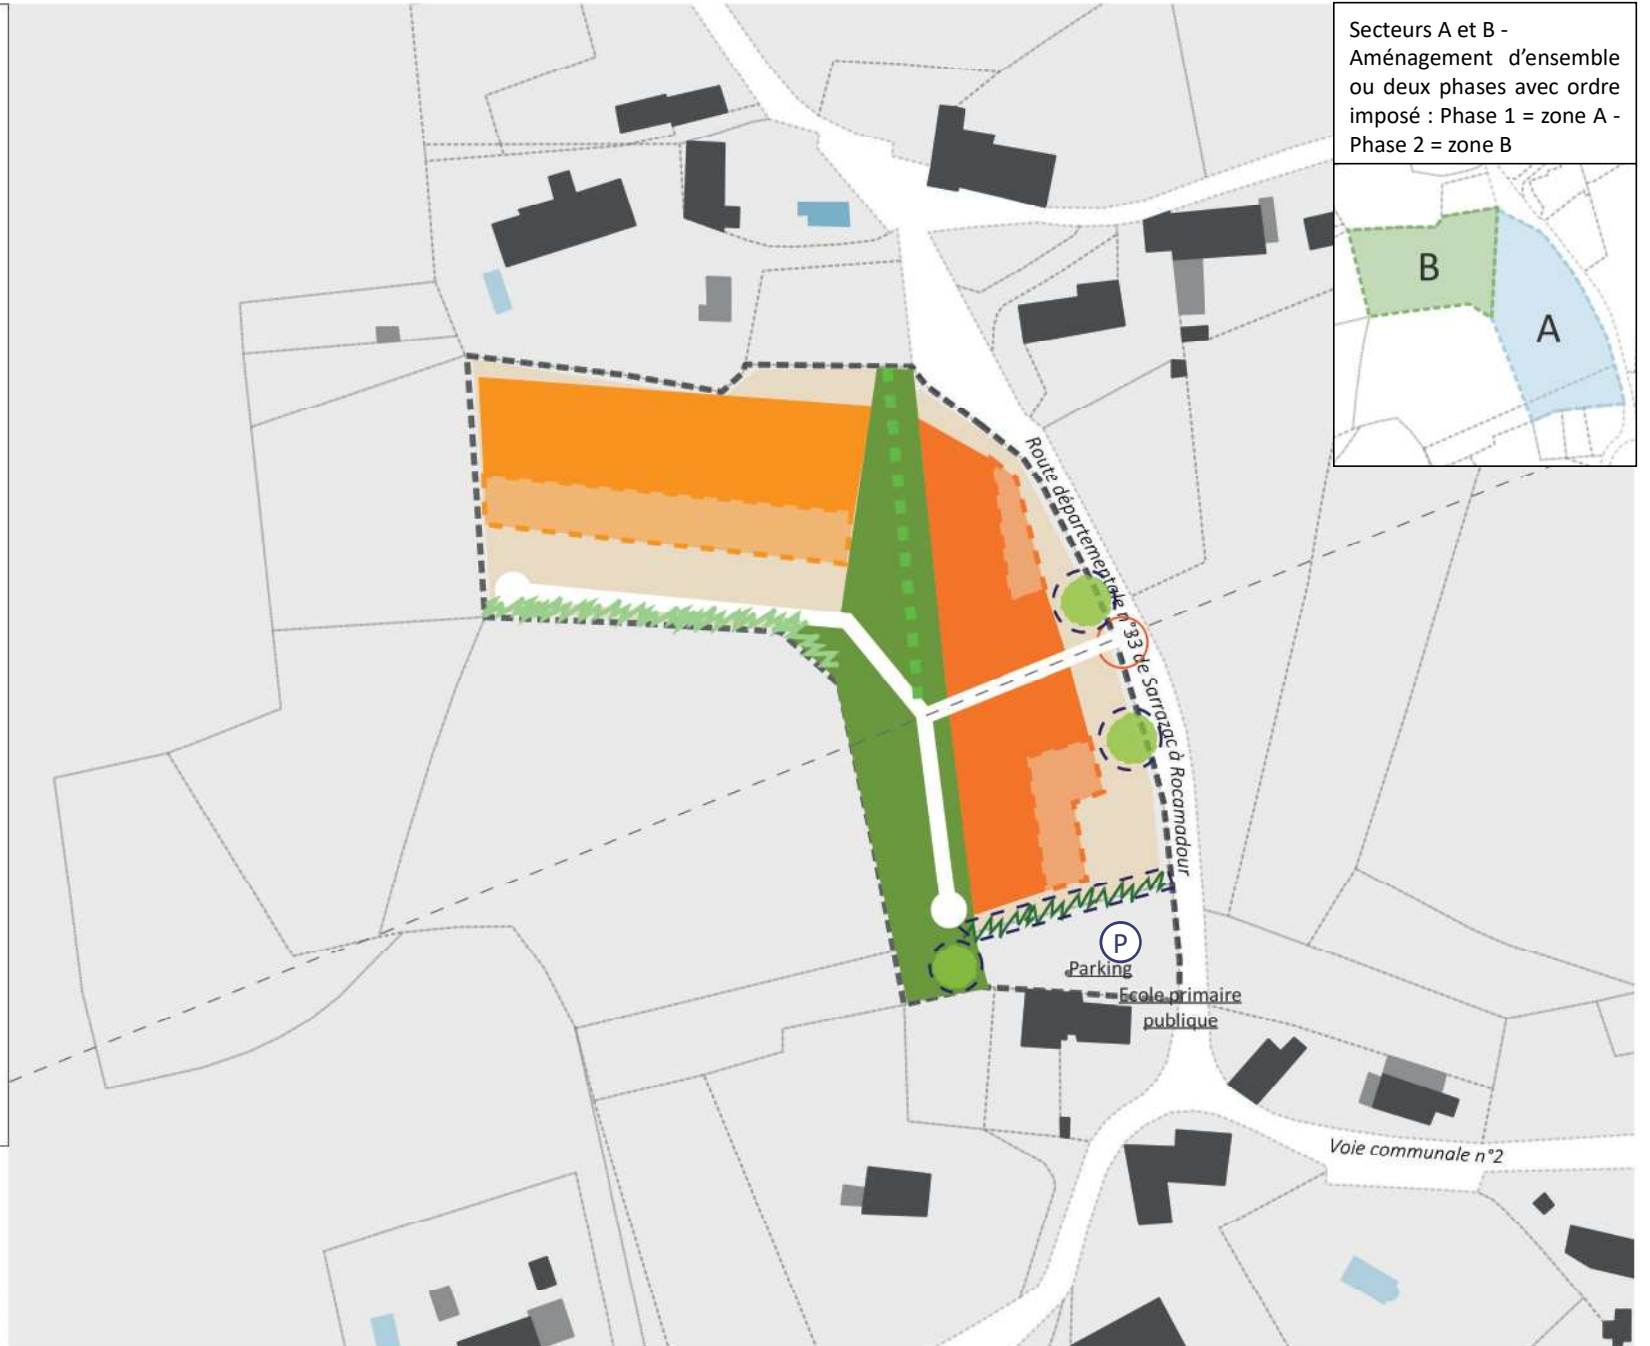 Secteurs A et B -
Aménagement d'ensemble
ou deux phases avec ordre
imposé : Phase 1 = zone A -
Phase 2 = zone B
B
A
Route départementale n°33 de Sarrazac à Rocamadour
P
Parking
Ecole primaire
publique
Voie communale n°2